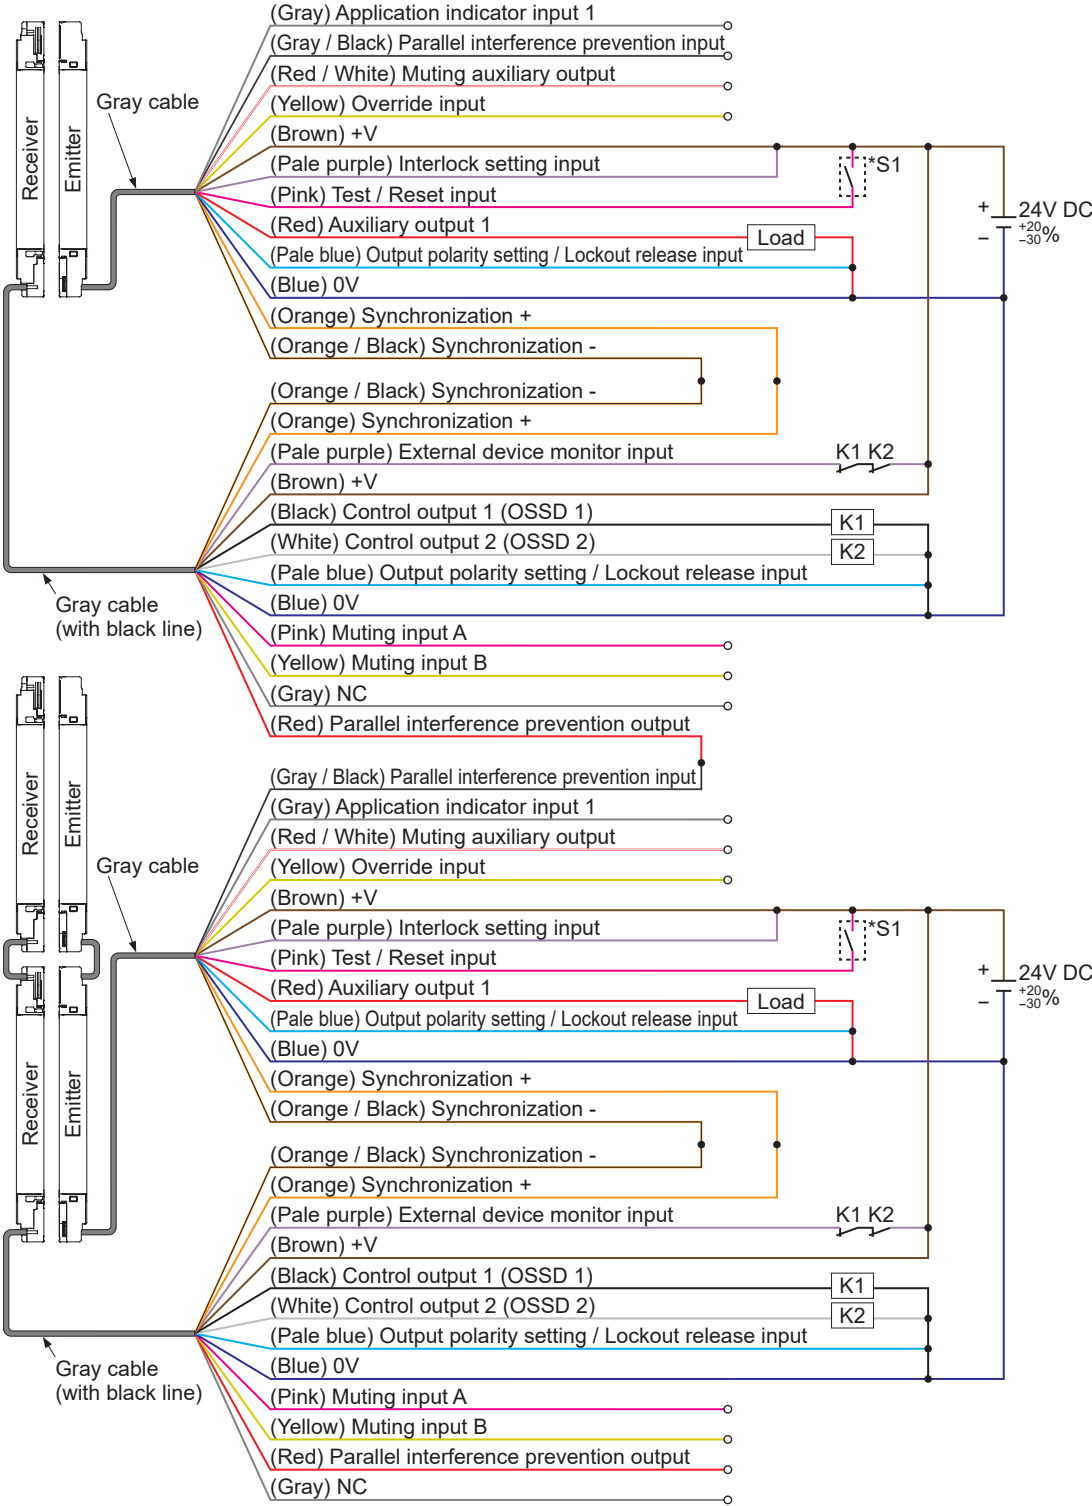 (Gray) Application indicator input 1
(Gray / Black) Parallel interference prevention input
(Red / White) Muting auxiliary output
Gray cable
(Yellow) Override input
(Brown) +V
Receiver
Emitter
(Pale purple) Interlock setting input
*S1
(Pink) Test / Reset input
+
24V DC
+20
–30 %
–
(Red) Auxiliary output 1
Load
(Pale blue) Output polarity setting / Lockout release input
(Blue) 0V
(Orange) Synchronization +
(Orange / Black) Synchronization -
(Orange / Black) Synchronization -
(Orange) Synchronization +
(Pale purple) External device monitor input
K1 K2
(Brown) +V
(Black) Control output 1 (OSSD 1)
K1
(White) Control output 2 (OSSD 2)
K2
(Pale blue) Output polarity setting / Lockout release input
Gray cable
(with black line)
(Blue) 0V
(Pink) Muting input A
(Yellow) Muting input B
(Gray) NC
(Red) Parallel interference prevention output
(Gray / Black) Parallel interference prevention input
(Gray) Application indicator input 1
Receiver
Emitter
(Red / White) Muting auxiliary output
Gray cable
(Yellow) Override input
(Brown) +V
(Pale purple) Interlock setting input
*S1
(Pink) Test / Reset input
+
24V DC
+20
–30 %
–
(Red) Auxiliary output 1
Load
(Pale blue) Output polarity setting / Lockout release input
(Blue) 0V
(Orange) Synchronization +
Receiver
Emitter
(Orange / Black) Synchronization -
(Orange / Black) Synchronization -
(Orange) Synchronization +
(Pale purple) External device monitor input
K1 K2
(Brown) +V
(Black) Control output 1 (OSSD 1)
K1
(White) Control output 2 (OSSD 2)
K2
(Pale blue) Output polarity setting / Lockout release input
Gray cable
(with black line)
(Blue) 0V
(Pink) Muting input A
(Yellow) Muting input B
(Red) Parallel interference prevention output
(Gray) NC